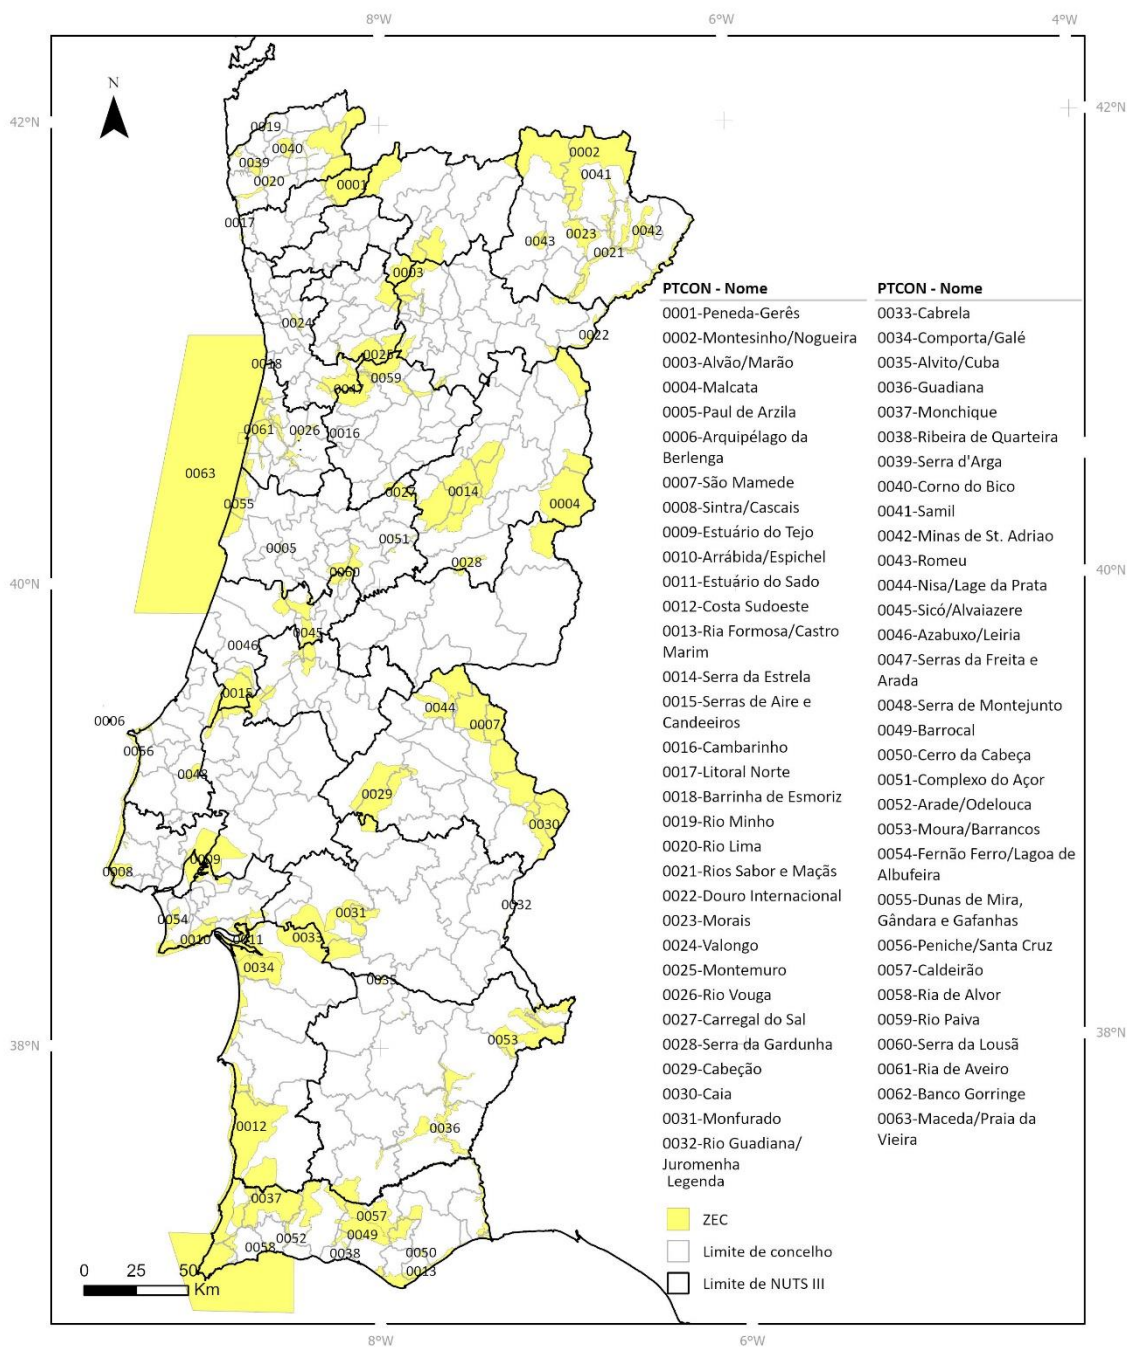 8°W
6°W
4°W
42°N
42°N
N
0019
0040
0039
0020
0001
0017
0002
0041
0043
0023
0042
0021
0003
0024
0022
0018
0025
0059
0047
0061
0026
0016
0063
0055
0027
0014
0004
0005
0051
0060
0028
40°N
40°N
0045
0046
0015
0044
0007
0006
0056
0048
0029
0030
0008
0009
0054
0010
0011
0033
0031
0032
0034
0035
38°N
38°N
0053
0012
0036
0037
0057
0049
0058
0052
0038
0050
0013
PTCON - Nome
0001-Peneda-Gerês
0002-Montesinho/Nogueira
0003-Alvão/Marão
0004-Malcata
0005-Paul de Arzila
0006-Arquipélago da
Berlenga
0007-São Mamede
0008-Sintra/Cascais
0009-Estuário do Tejo
0010-Arrábida/Espichel
0011-Estuário do Sado
0012-Costa Sudoeste
0013-Ria Formosa/Castro
Marim
0014-Serra da Estrela
0015-Serras de Aire e
Candeeiros
0016-Cambarinho
0017-Litoral Norte
0018-Barrinha de Esmoriz
0019-Rio Minho
0020-Rio Lima
0021-Rios Sabor e Maçãs
0022-Douro Internacional
0023-Morais
0024-Valongo
0025-Montemuro
0026-Rio Vouga
0027-Carregal do Sal
0028-Serra da Gardunha
0029-Cabeção
0030-Caia
0031-Monfurado
0032-Rio Guadiana/
Juromenha
PTCON - Nome
0033-Cabrela
0034-Comporta/Galé
0035-Alvito/Cuba
0036-Guadiana
0037-Monchique
0038-Ribeira de Quarteira
0039-Serra d'Arga
0040-Corno do Bico
0041-Samil
0042-Minas de St. Adriao
0043-Romeu
0044-Nisa/Lage da Prata
0045-Sicó/Alvaiazere
0046-Azabuxo/Leiria
0047-Serras da Freita e
Arada
0048-Serra de Montejunto
0049-Barrocal
0050-Cerro da Cabeça
0051-Complexo do Açor
0052-Arade/Odelouca
0053-Moura/Barrancos
0054-Fernão Ferro/Lagoa de
Albufeira
0055-Dunas de Mira,
Gândara e Gafanhas
0056-Peniche/Santa Cruz
0057-Caldeirão
0058-Ria de Alvor
0059-Rio Paiva
0060-Serra da Lousã
0061-Ria de Aveiro
0062-Banco Gorringe
0063-Maceda/Praia da
Vieira
Legenda
ZEC
Limite de concelho
Limite de NUTS III
0 25 50
Km
8°W
6°W